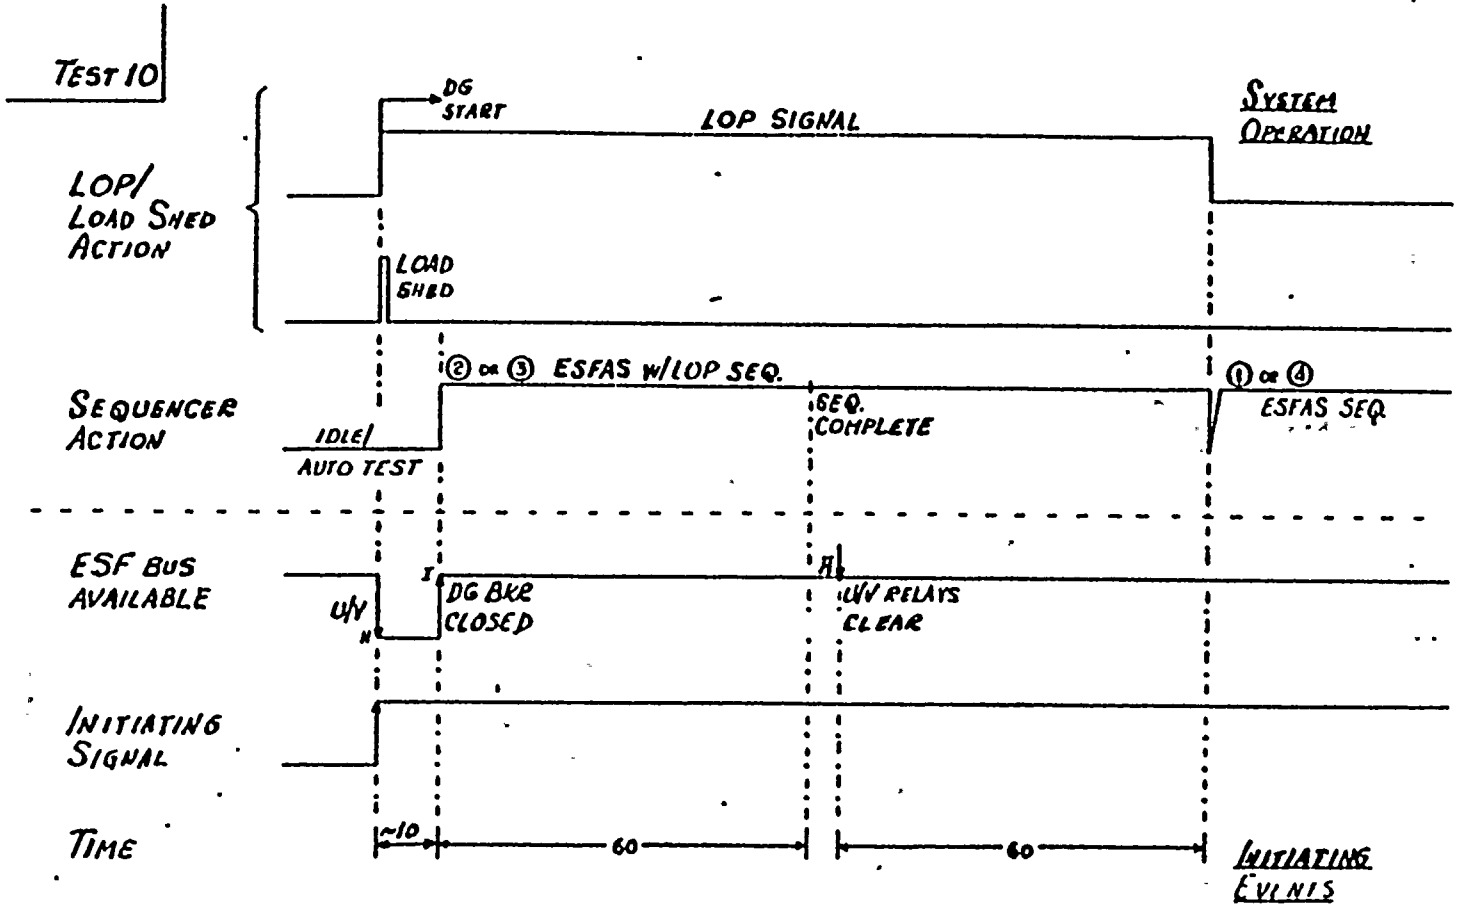 TEST 10
DG
START
LOP SIGNAL
SYSTEM
OPERATION
LOP/
LOAD SHED
ACTION
LOAD
SHED
② OR ③ ESFAS W/LOP SEQ.
① OR ④
ESFAS SEQ
SEQUENCER
ACTION
IDLE/
AUTO TEST
SEQ.
COMPLETE
ESF BUS
AVAILABLE
U/V
DG BKR
CLOSED
U/V RELAYS
CLEAR
INITIATING
SIGNAL
TIME
~10
60
60
INITIATING
EVENTS